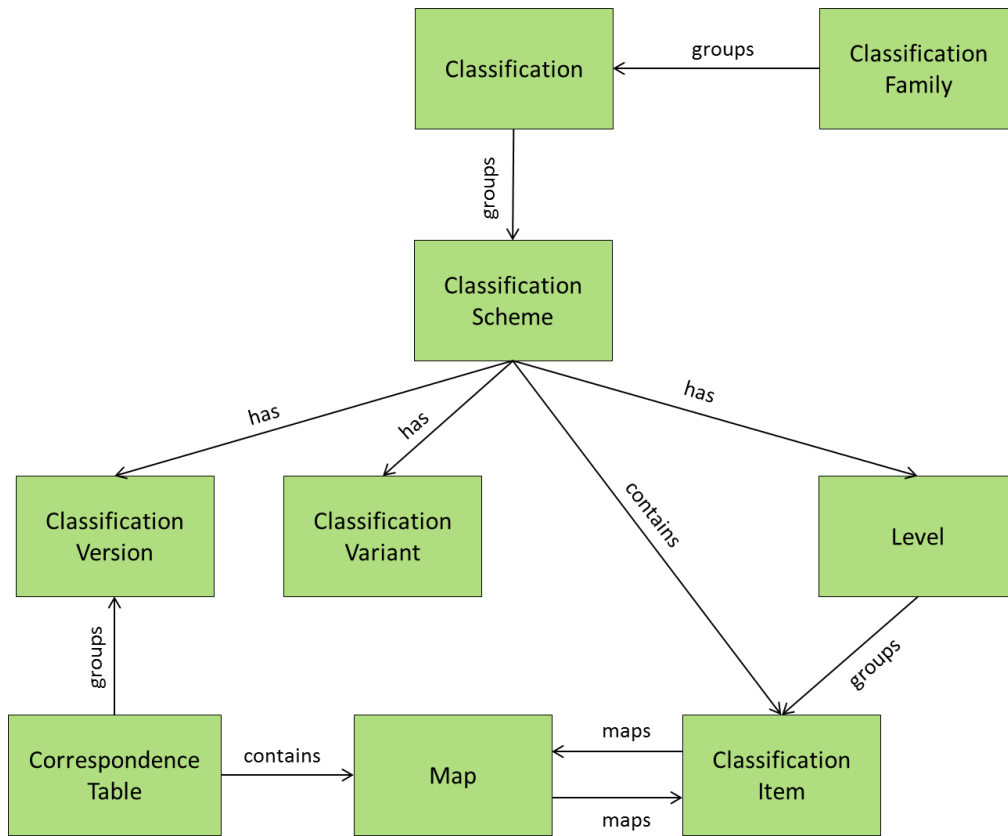 Classification
groups
Classification
Family
groups
Classification
Scheme
has
has
has
contains
Classification
Version
Classification
Variant
Level
groups
groups
Correspondence
Table
contains
Map
maps
maps
Classification
Item